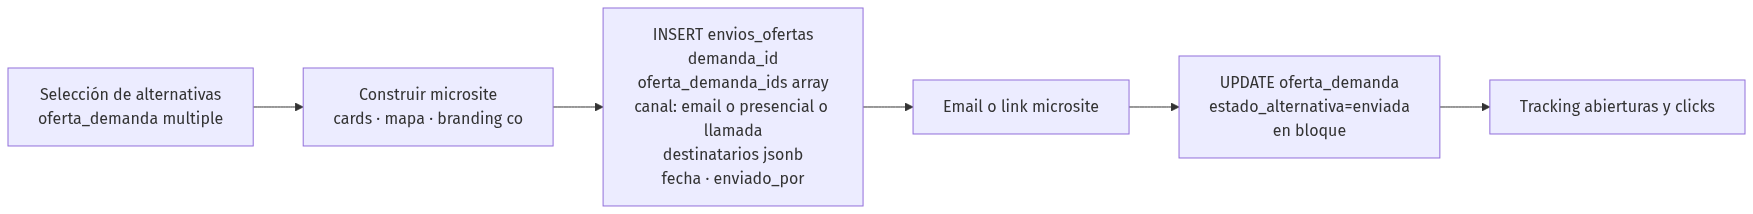 Selección de alternativas
oferta_demanda multiple
Construir microsite
cards · mapa · branding co
INSERT envios_ofertas
demanda_id
oferta_demanda_ids array
canal: email o presencial o
llamada
destinatarios jsonb
fecha · enviado_por
Email o link microsite
UPDATE oferta_demanda
estado_alternativa=enviada
en bloque
Tracking aberturas y clicks